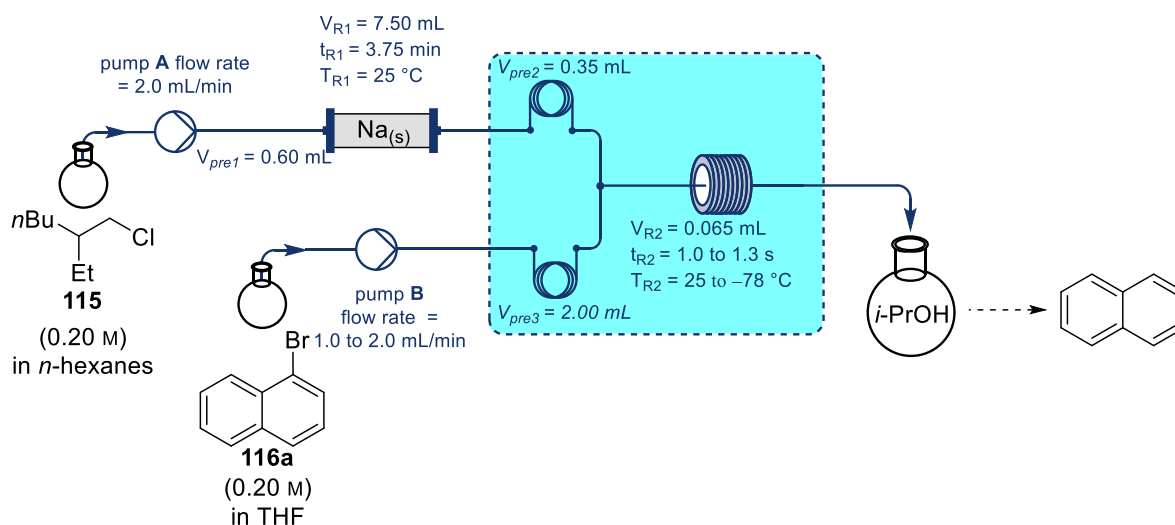 V_R1 = 7.50 mL
t_R1 = 3.75 min
T_R1 = 25 °C
pump A flow rate
= 2.0 mL/min
V_pre1 = 0.60 mL
Na(s)
V_pre2 = 0.35 mL
nBu
Cl
Et
115
(0.20 M)
in n-hexanes
pump B
flow rate =
1.0 to 2.0 mL/min
V_pre3 = 2.00 mL
V_R2 = 0.065 mL
t_R2 = 1.0 to 1.3 s
T_R2 = 25 to –78 °C
i-PrOH
Br
116a
(0.20 M)
in THF